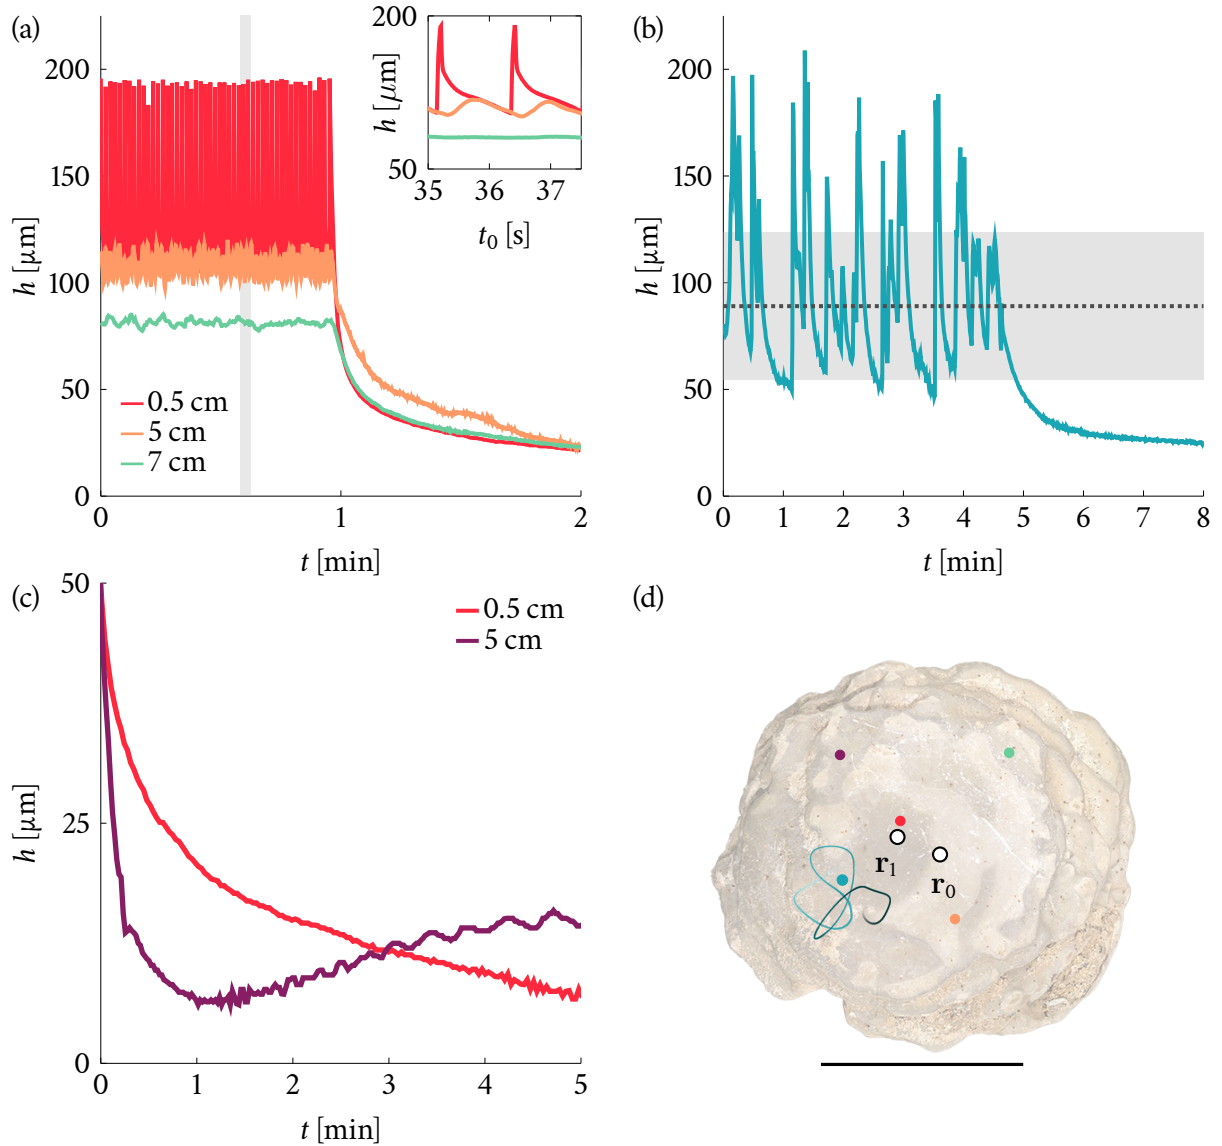 (a)
200
150
100
50
0
h [μm]
0.5 cm
5 cm
7 cm
0 1 2
t [min]
200
50
h [μm]
35 36 37
t_0 [s]
(b)
200
150
100
50
0
h [μm]
0 1 2 3 4 5 6 7 8
t [min]
(c)
50
25
0
h [μm]
0.5 cm
5 cm
0 1 2 3 4 5
t [min]
(d)
r1
r0